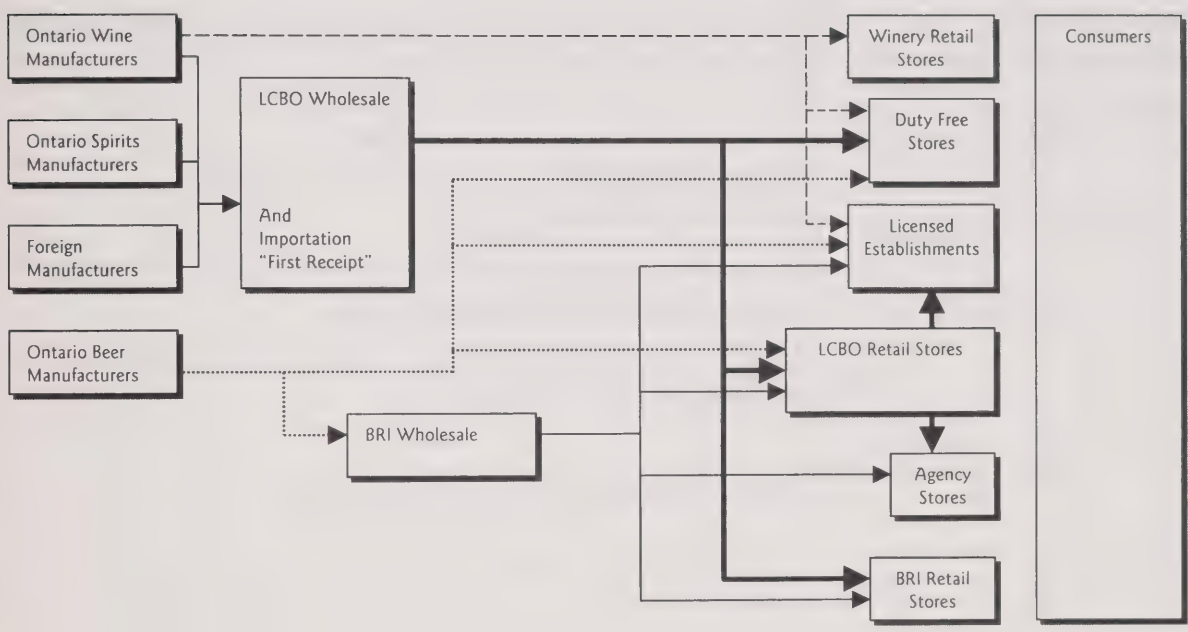 Ontario Wine
Manufacturers
Ontario Spirits
Manufacturers
Foreign
Manufacturers
Ontario Beer
Manufacturers
LCBO Wholesale
And
Importation
“First Receipt”
BRI Wholesale
Winery Retail
Stores
Duty Free
Stores
Licensed
Establishments
LCBO Retail Stores
Agency
Stores
BRI Retail
Stores
Consumers